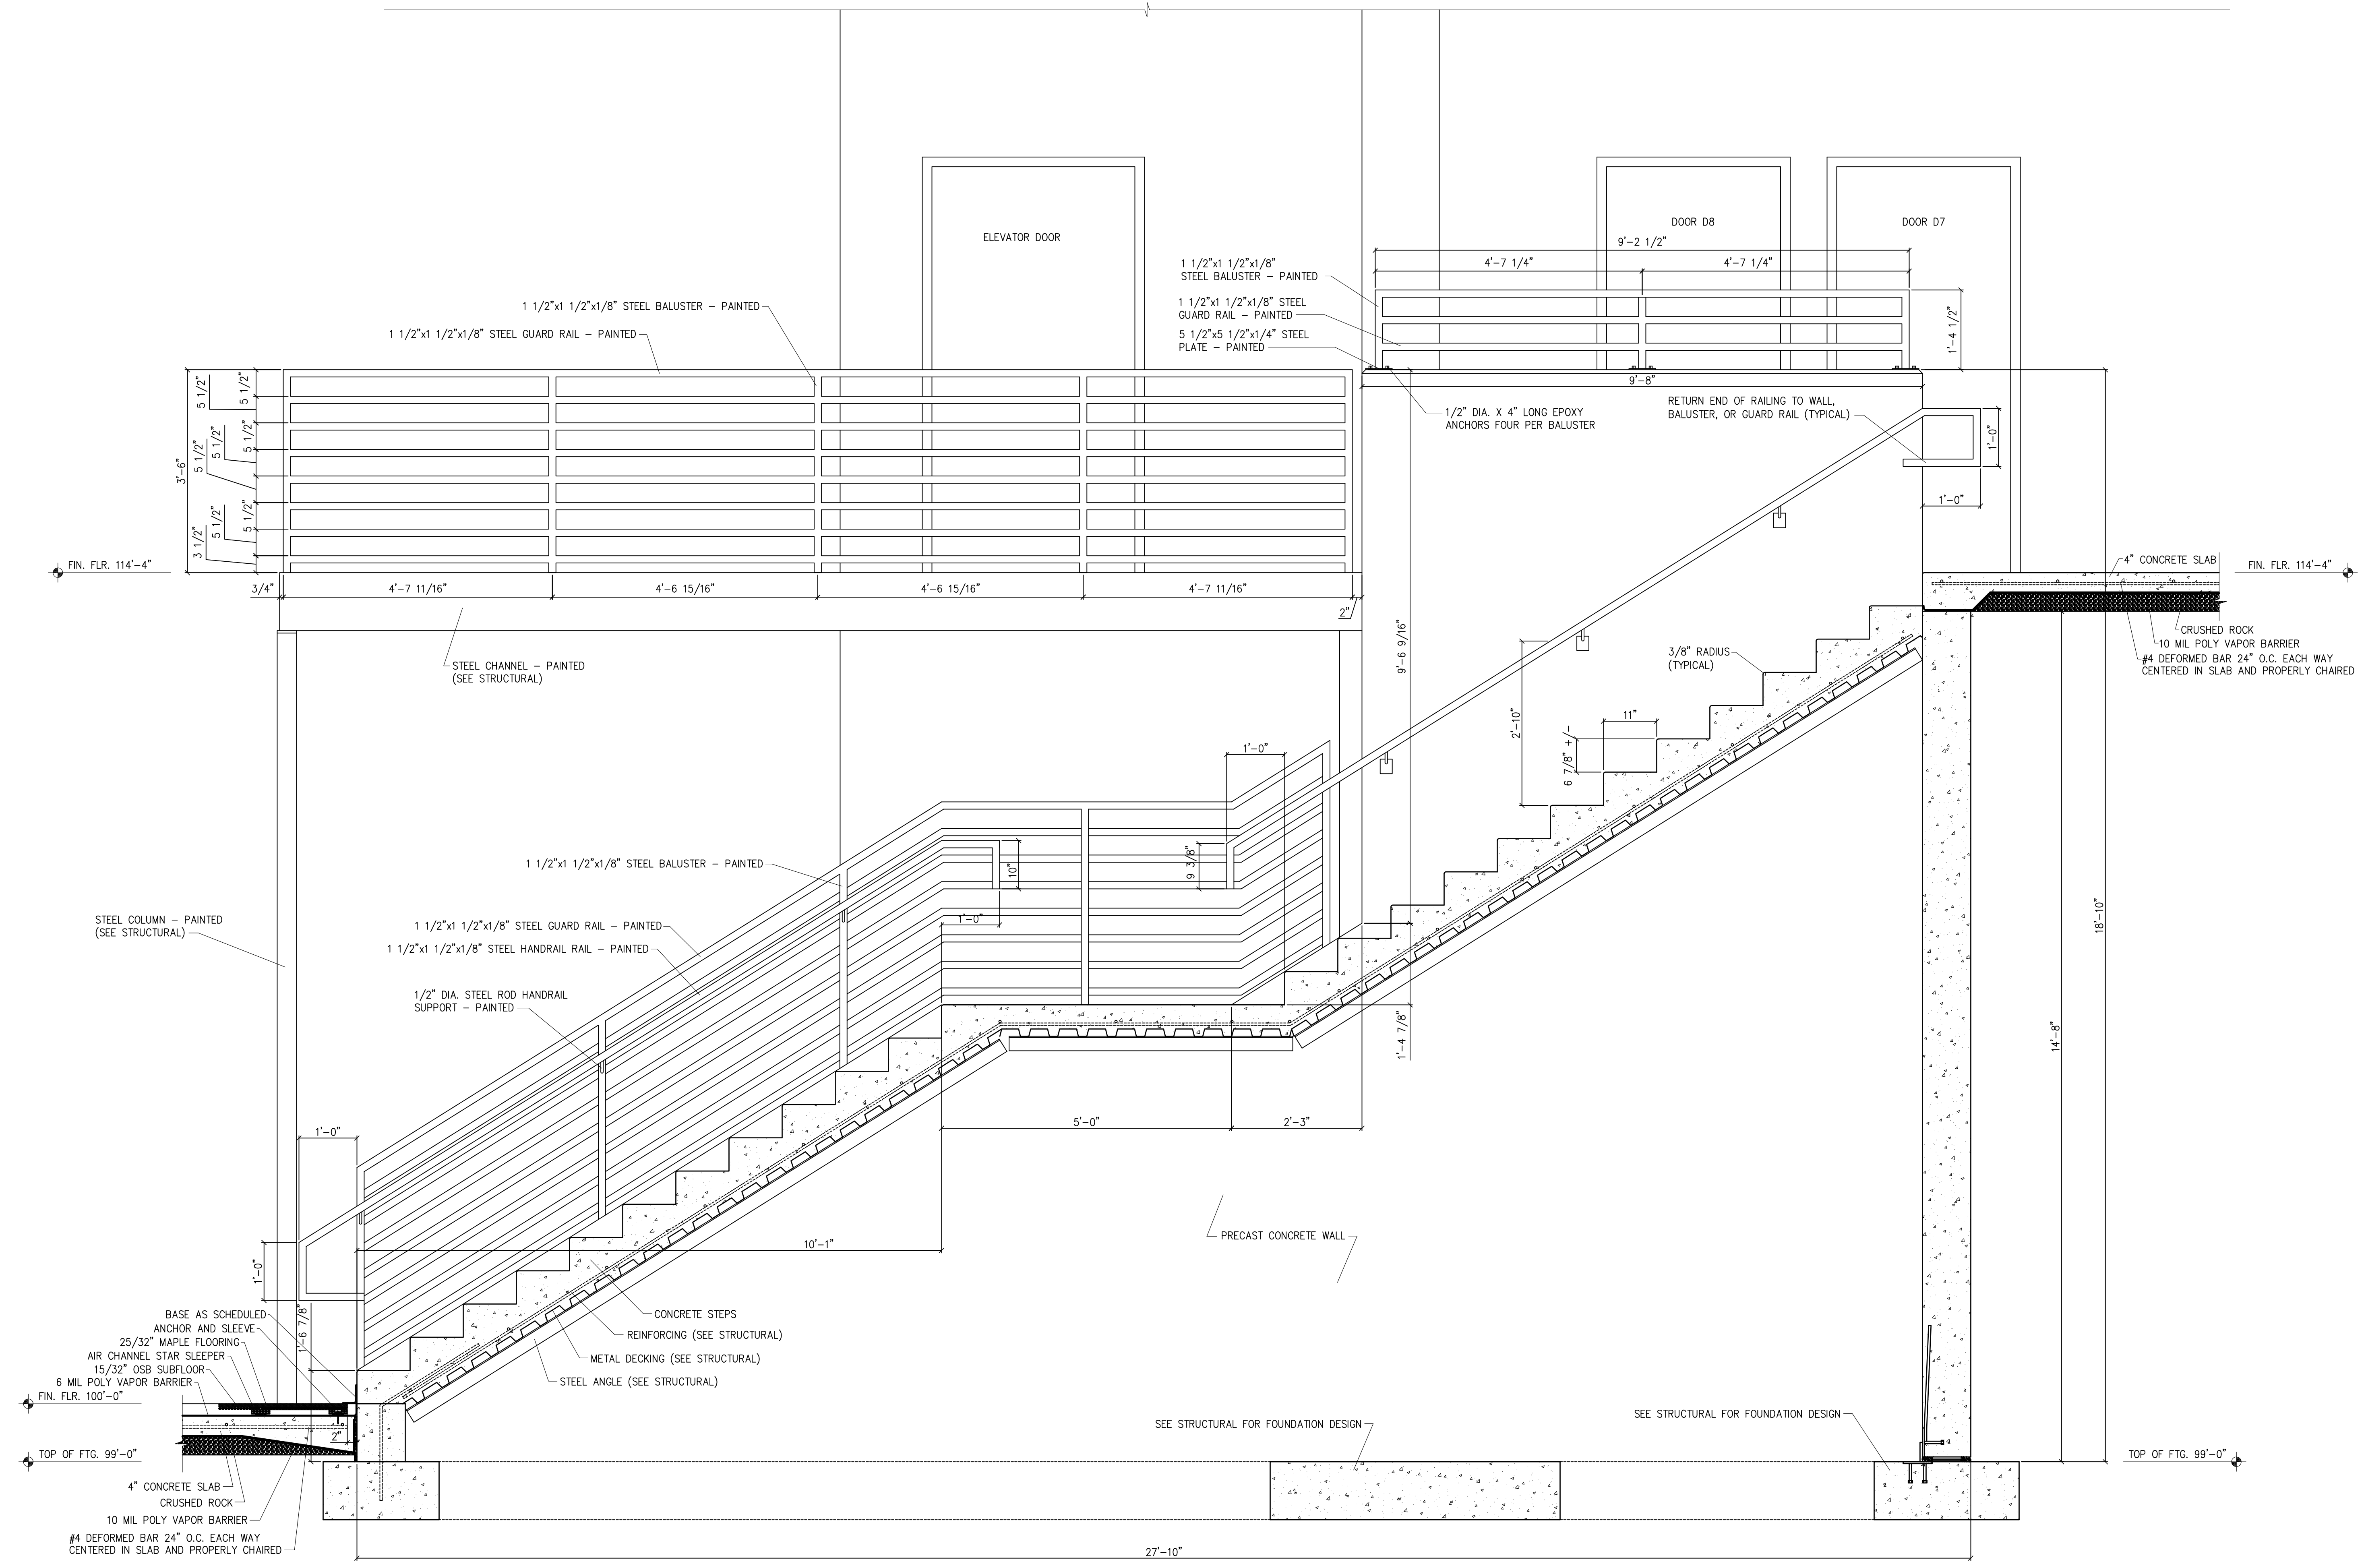 ELEVATOR DOOR
DOOR D8
DOOR D7
9'-2 1/2"
4'-7 1/4"
4'-7 1/4"
1 1/2"x1 1/2"x1/8"
STEEL BALUSTER – PAINTED
1 1/2"x1 1/2"x1/8" STEEL
GUARD RAIL – PAINTED
5 1/2"x5 1/2"x1/4" STEEL
PLATE – PAINTED
1'-4 1/2"
1 1/2"x1 1/2"x1/8" STEEL BALUSTER – PAINTED
1 1/2"x1 1/2"x1/8" STEEL GUARD RAIL – PAINTED
9'-8"
1/2" DIA. X 4" LONG EPOXY
ANCHORS FOUR PER BALUSTER
RETURN END OF RAILING TO WALL,
BALUSTER, OR GUARD RAIL (TYPICAL)
1'-0"
1'-0"
3'-6"
5 1/2"
5 1/2"
5 1/2"
5 1/2"
5 1/2"
5 1/2"
5 1/2"
3 1/2"
FIN. FLR. 114'-4"
3/4"
4'-7 11/16"
4'-6 15/16"
4'-6 15/16"
4'-7 11/16"
2"
4" CONCRETE SLAB
FIN. FLR. 114'-4"
CRUSHED ROCK
10 MIL POLY VAPOR BARRIER
#4 DEFORMED BAR 24" O.C. EACH WAY
CENTERED IN SLAB AND PROPERLY CHAIRED
STEEL CHANNEL – PAINTED
(SEE STRUCTURAL)
9'-6 9/16"
3/8" RADIUS
(TYPICAL)
2'-10"
11"
6 7/8" + / -
1'-0"
9 3/8"
10"
1'-0"
1 1/2"x1 1/2"x1/8" STEEL BALUSTER – PAINTED
STEEL COLUMN – PAINTED
(SEE STRUCTURAL)
1 1/2"x1 1/2"x1/8" STEEL GUARD RAIL – PAINTED
1 1/2"x1 1/2"x1/8" STEEL HANDRAIL RAIL – PAINTED
1/2" DIA. STEEL ROD HANDRAIL
SUPPORT – PAINTED
18'-10"
14'-8"
1'-4 7/8"
5'-0"
2'-3"
1'-0"
10'-1"
PRECAST CONCRETE WALL
1'-0"
1'-6 7/8"
BASE AS SCHEDULED
ANCHOR AND SLEEVE
25/32" MAPLE FLOORING
AIR CHANNEL STAR SLEEPER
15/32" OSB SUBFLOOR
6 MIL POLY VAPOR BARRIER
FIN. FLR. 100'-0"
CONCRETE STEPS
REINFORCING (SEE STRUCTURAL)
METAL DECKING (SEE STRUCTURAL)
STEEL ANGLE (SEE STRUCTURAL)
2"
TOP OF FTG. 99'-0"
SEE STRUCTURAL FOR FOUNDATION DESIGN
SEE STRUCTURAL FOR FOUNDATION DESIGN
TOP OF FTG. 99'-0"
4" CONCRETE SLAB
CRUSHED ROCK
10 MIL POLY VAPOR BARRIER
#4 DEFORMED BAR 24" O.C. EACH WAY
CENTERED IN SLAB AND PROPERLY CHAIRED
27'-10"